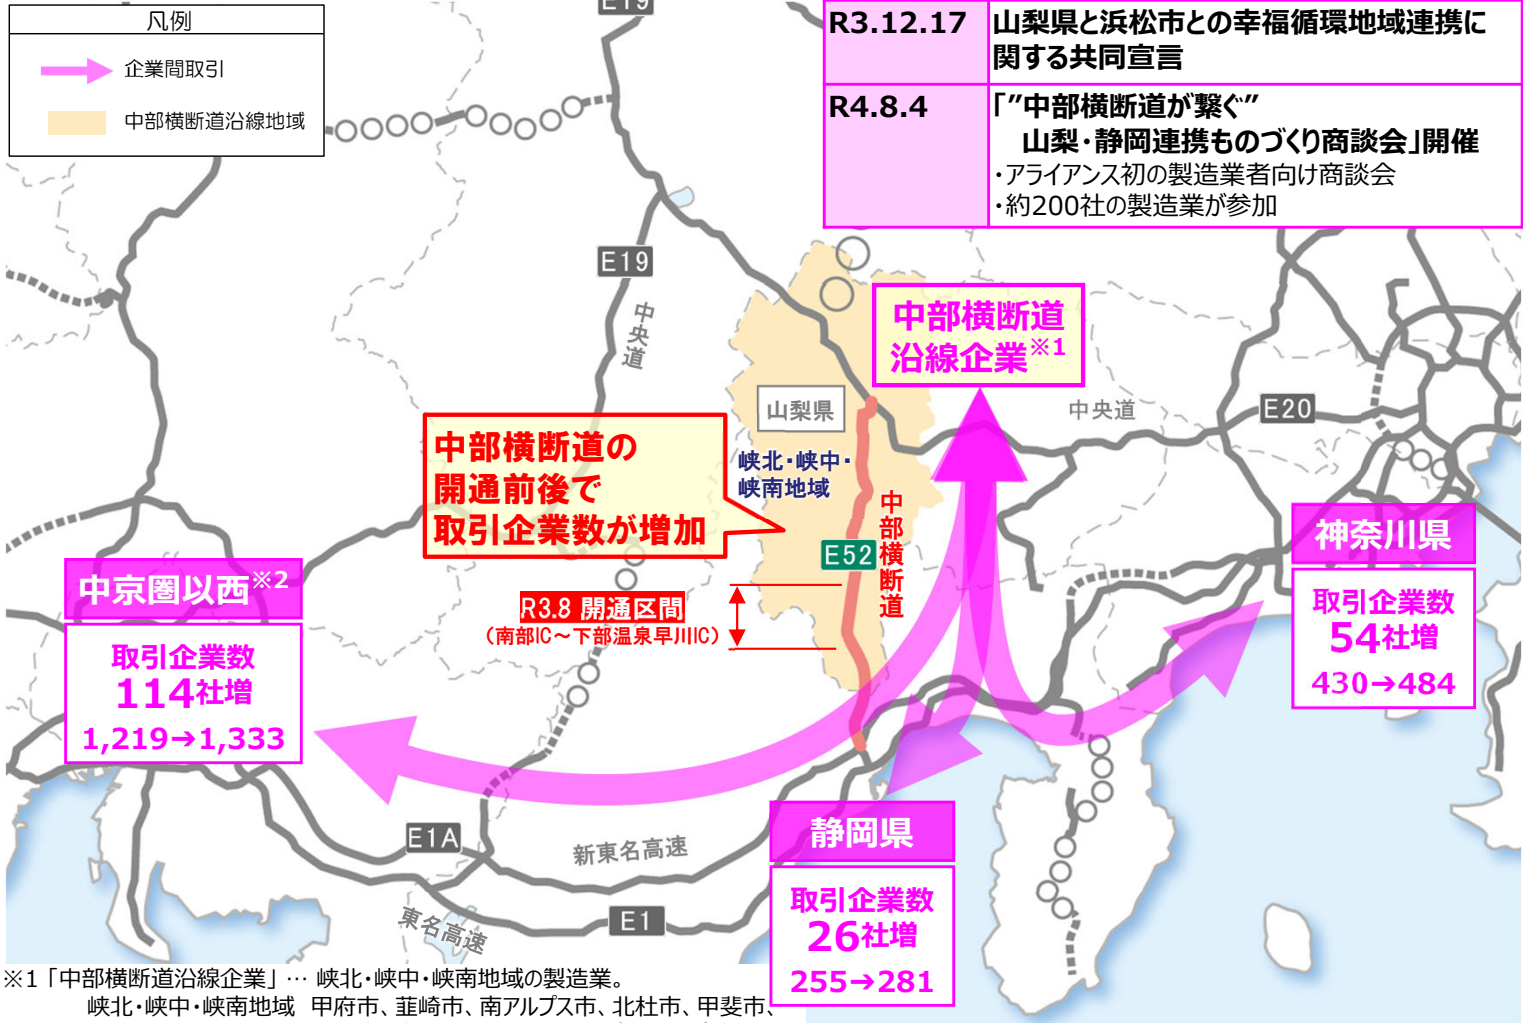 凡例
企業間取引
中部横断道沿線地域
R3.12.17
山梨県と浜松市との幸福循環地域連携に
関する共同宣言
R4.8.4
「”中部横断道が繋ぐ”
山梨・静岡連携ものづくり商談会」開催
・アライアンス初の製造業者向け商談会
・約200社の製造業が参加
E19
E19
中央道
中部横断道
沿線企業※1
山梨県
中央道
E20
中部横断道の
開通前後で
取引企業数が増加
峡北・峡中・
峡南地域
中部横断道
E52
R3.8 開通区間
（南部IC～下部温泉早川IC）
神奈川県
取引企業数
54社増
430→484
中京圏以西※2
取引企業数
114社増
1,219→1,333
E1A
新東名高速
東名高速
E1
静岡県
取引企業数
26社増
255→281
※1「中部横断道沿線企業」… 峡北・峡中・峡南地域の製造業。
峡北・峡中・峡南地域 甲府市、韮崎市、南アルプス市、北杜市、甲斐市、